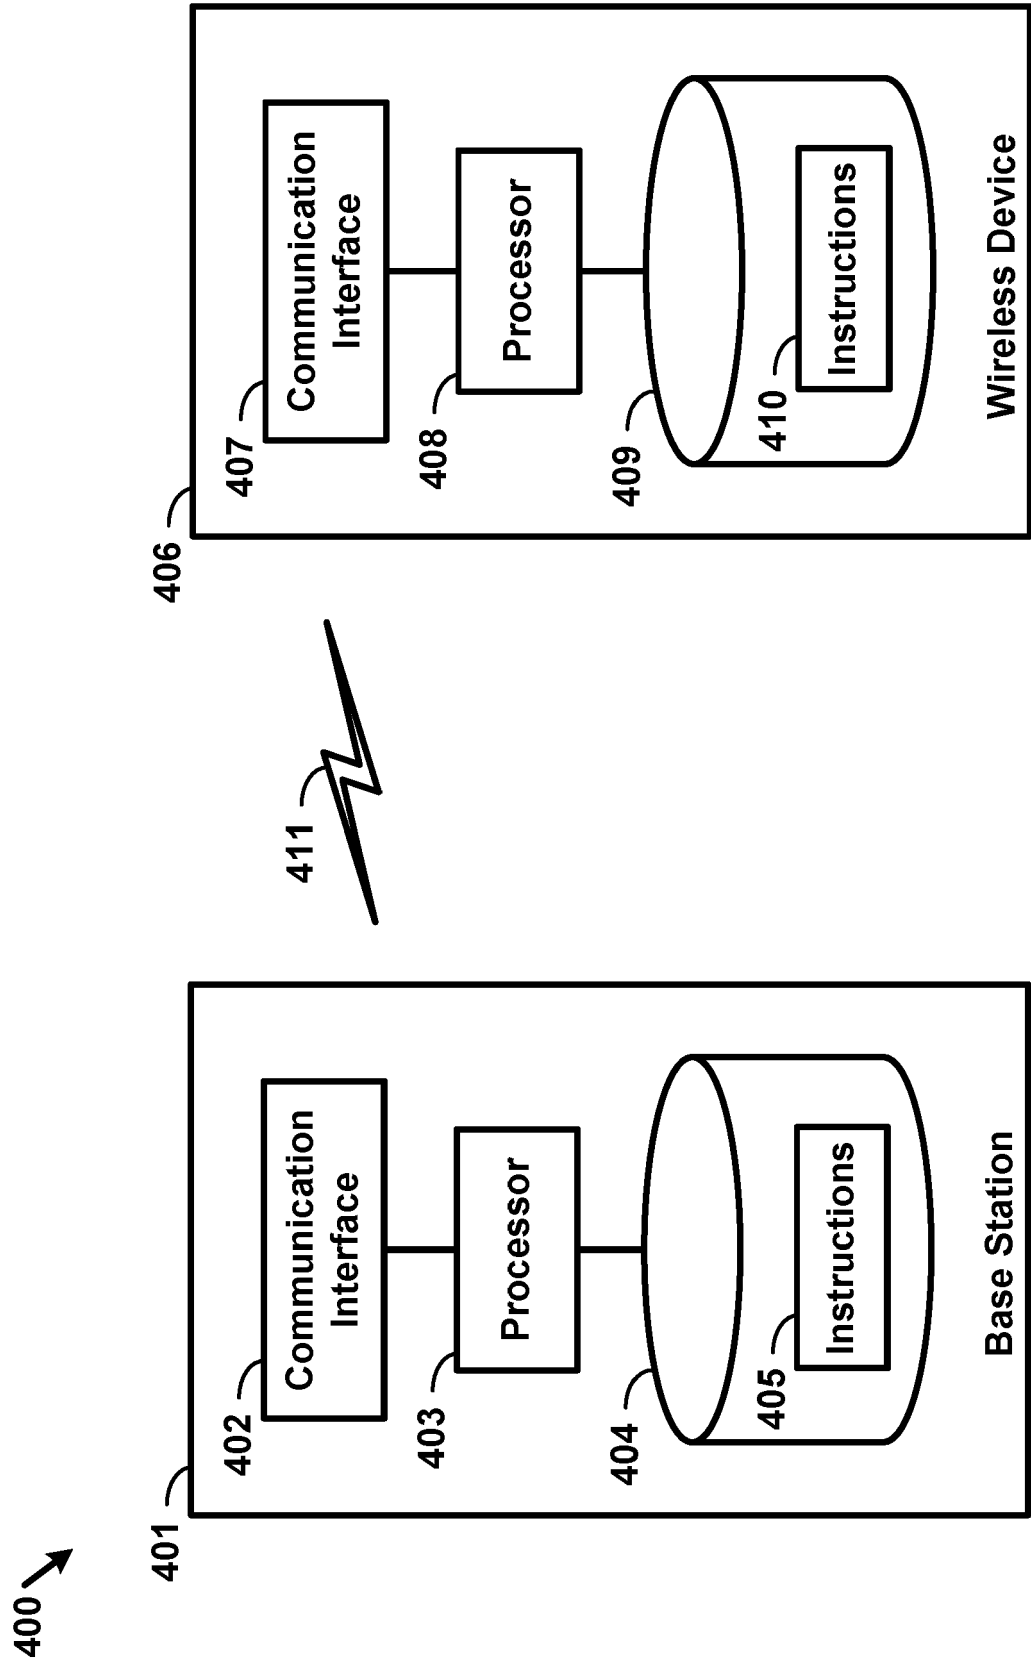 400
401
402
Communication
Interface
403
Processor
404
405
Instructions
Base Station
411
406
407
Communication
Interface
408
Processor
409
410
Instructions
Wireless Device